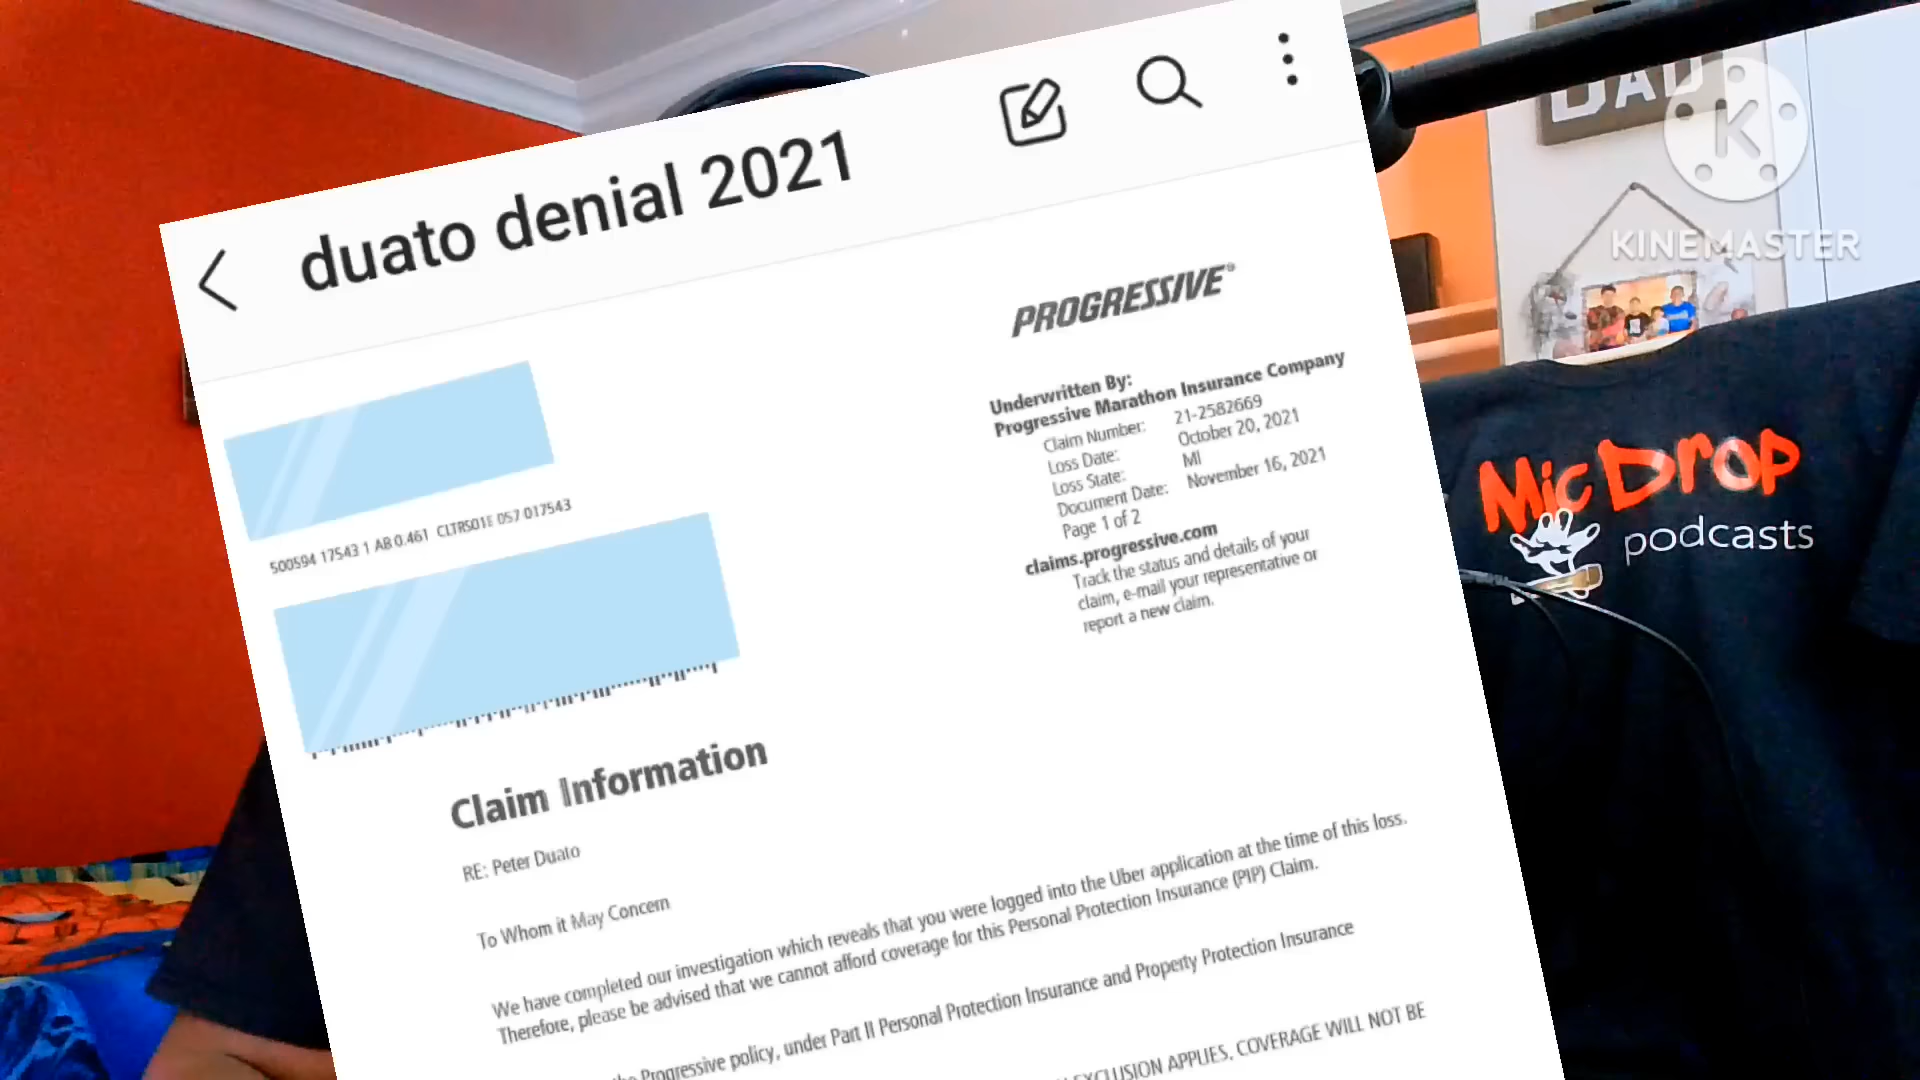 duato denial 2021
PROGRESSIVE®
Underwritten By:
Progressive Marathon Insurance Company
Claim Number: 21-2582669
Loss Date: October 20, 2021
Loss State: MI
Document Date: November 16, 2021
Page 1 of 2
claims.progressive.com
Track the status and details of your
claim, e-mail your representative or
report a new claim.
500594 17543 1 AB 0.461 CLTRS01E 057 017543
Claim Information
RE: Peter Duato
To Whom it May Concern
We have completed our investigation which reveals that you were logged into the Uber application at the time of this loss.
Therefore, please be advised that we cannot afford coverage for this Personal Protection Insurance (PIP) Claim.
the Progressive policy, under Part II Personal Protection Insurance and Property Protection Insurance
EXCLUSION APPLIES, COVERAGE WILL NOT BE
DAD
K
KINEMASTER
Mic Drop
podcasts